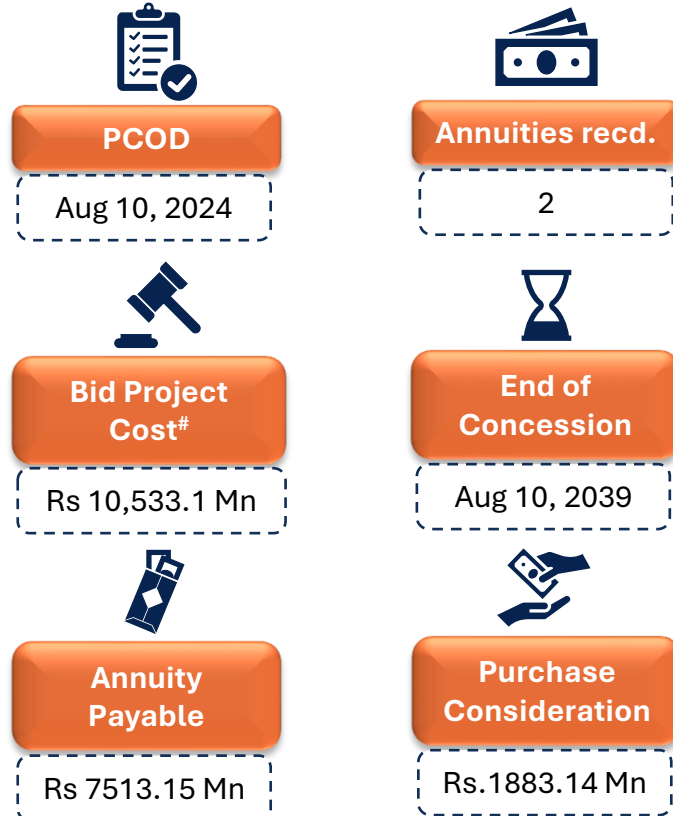 PCOD
Aug 10, 2024
Annuities recd.
2
Bid Project
Cost#
Rs 10,533.1 Mn
End of
Concession
Aug 10, 2039
Annuity
Payable
Rs 7513.15 Mn
Purchase
Consideration
Rs.1883.14 Mn